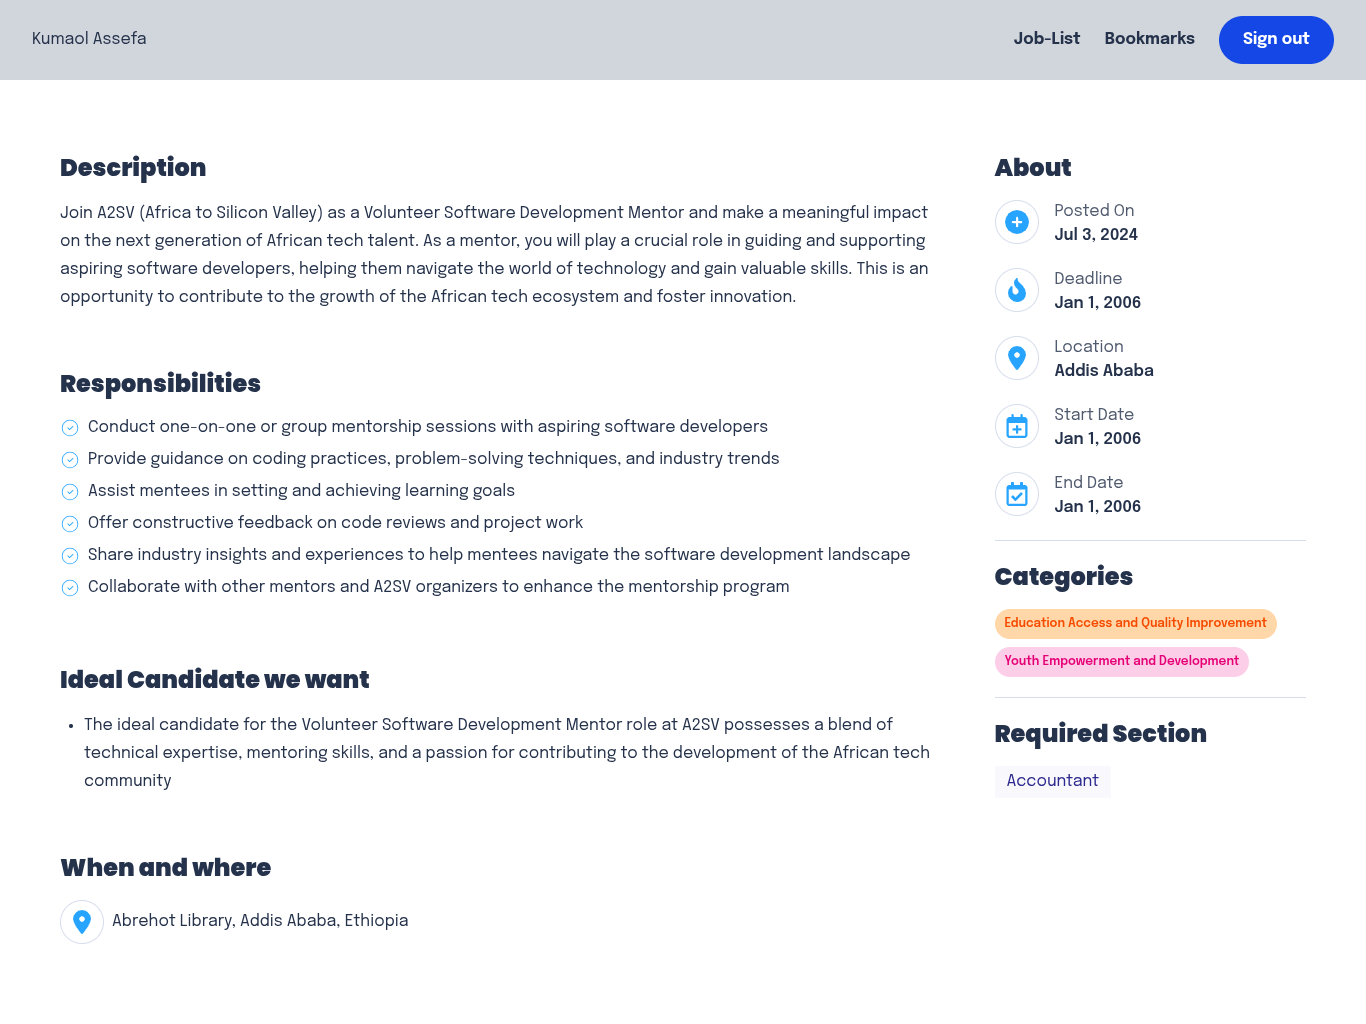 Kumaol Assefa
Job-List
Bookmarks
Sign out
Description
Join A2SV (Africa to Silicon Valley) as a Volunteer Software Development Mentor and make a meaningful impact
on the next generation of African tech talent. As a mentor, you will play a crucial role in guiding and supporting
aspiring software developers, helping them navigate the world of technology and gain valuable skills. This is an
opportunity to contribute to the growth of the African tech ecosystem and foster innovation.
Responsibilities
Conduct one-on-one or group mentorship sessions with aspiring software developers
Provide guidance on coding practices, problem-solving techniques, and industry trends
Assist mentees in setting and achieving learning goals
Offer constructive feedback on code reviews and project work
Share industry insights and experiences to help mentees navigate the software development landscape
Collaborate with other mentors and A2SV organizers to enhance the mentorship program
Ideal Candidate we want
• The ideal candidate for the Volunteer Software Development Mentor role at A2SV possesses a blend of
technical expertise, mentoring skills, and a passion for contributing to the development of the African tech
community
When and where
Abrehot Library, Addis Ababa, Ethiopia
About
Posted On
Jul 3, 2024
Deadline
Jan 1, 2006
Location
Addis Ababa
Start Date
Jan 1, 2006
End Date
Jan 1, 2006
Categories
Education Access and Quality Improvement
Youth Empowerment and Development
Required Section
Accountant